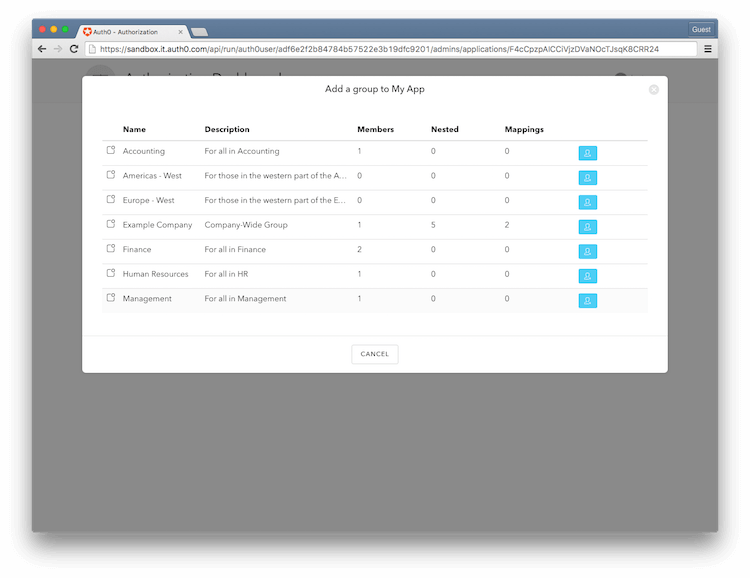 Auth0 - Authorization
Guest
https://sandbox.it.auth0.com/api/run/auth0user/adf6e2f2b84784b57522e3b19dfc9201/admins/applications/F4cCpzpAlCCiVjzDVaNOcTJsqK8CRR24
Add a group to My App
Name Description Members Nested Mappings
Accounting For all in Accounting 1 0 0
Americas - West For those in the western part of the A... 0 0 0
Europe - West For those in the western part of the E... 0 0 0
Example Company Company-Wide Group 1 5 2
Finance For all in Finance 2 0 0
Human Resources For all in HR 1 0 0
Management For all in Management 1 0 0
CANCEL